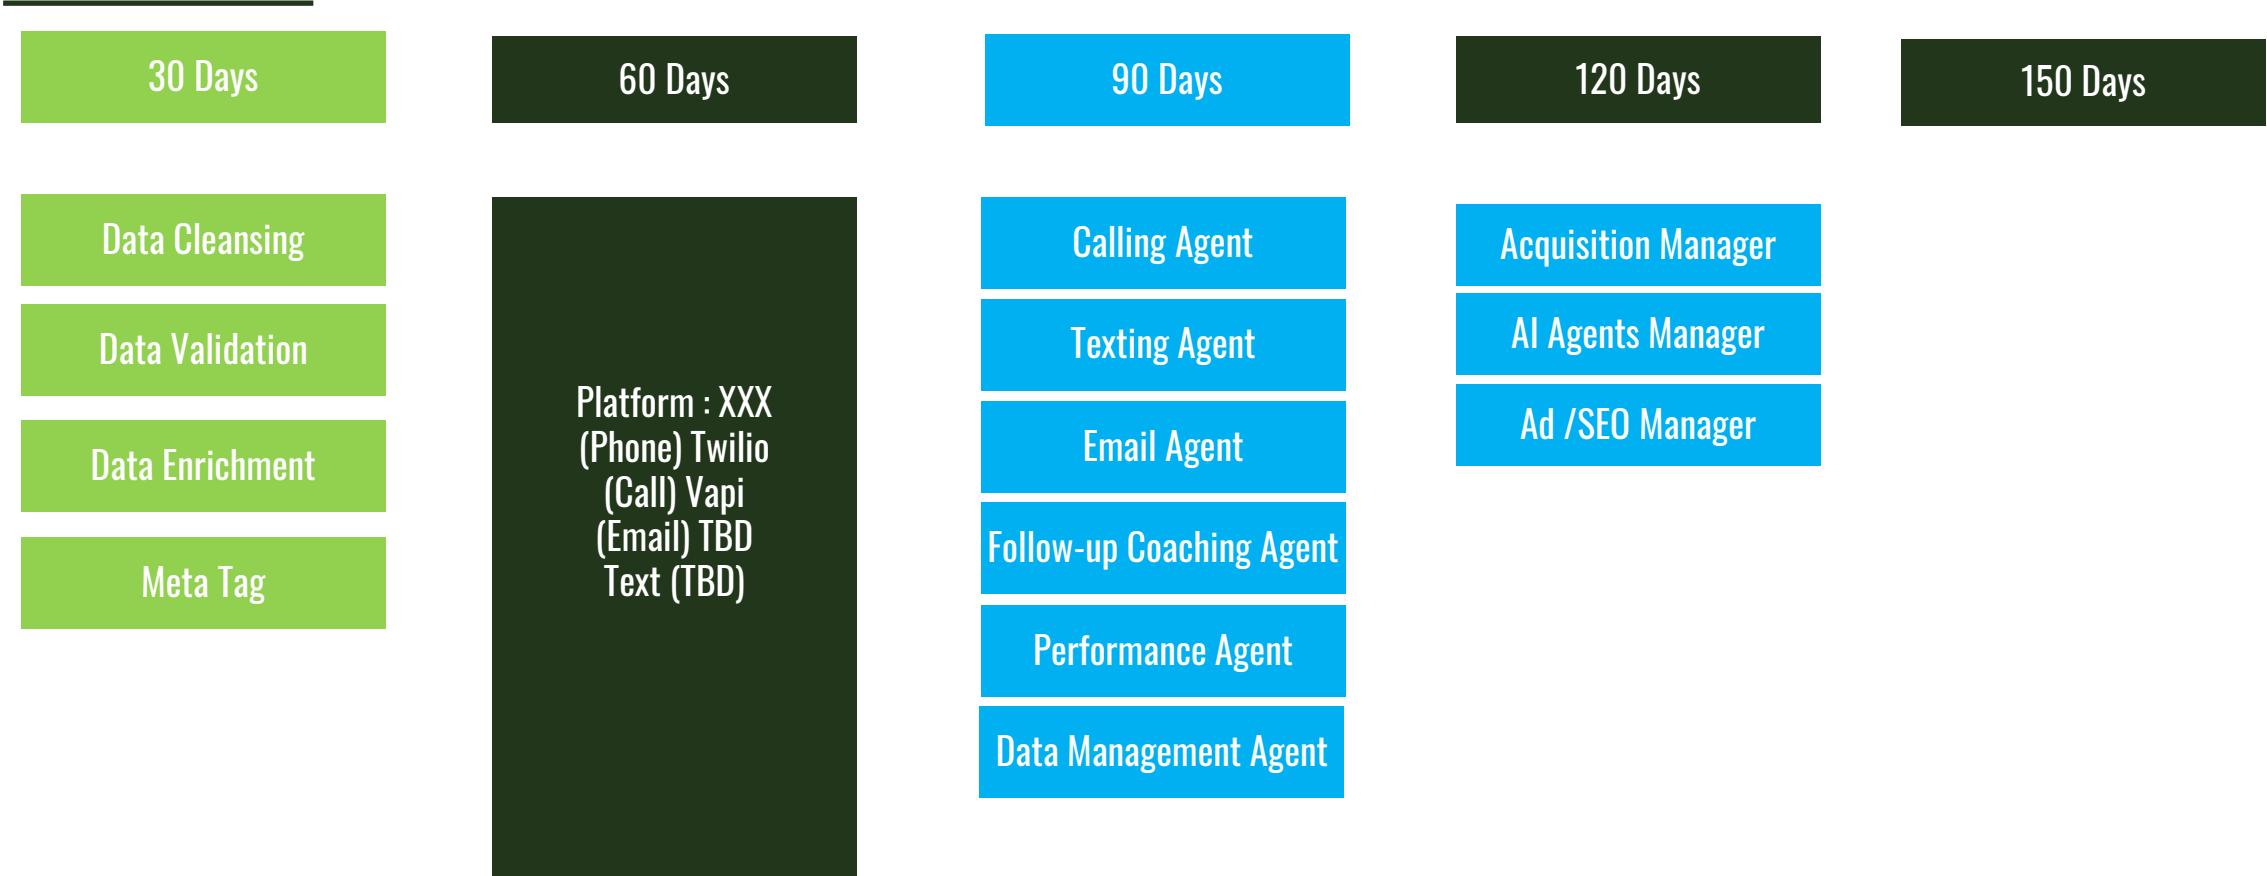 30 Days
60 Days
90 Days
120 Days
150 Days
Data Cleansing
Data Validation
Data Enrichment
Meta Tag
Platform : XXX
(Phone) Twilio
(Call) Vapi
(Email) TBD
Text (TBD)
Calling Agent
Texting Agent
Email Agent
Follow-up Coaching Agent
Performance Agent
Data Management Agent
Acquisition Manager
AI Agents Manager
Ad /SEO Manager